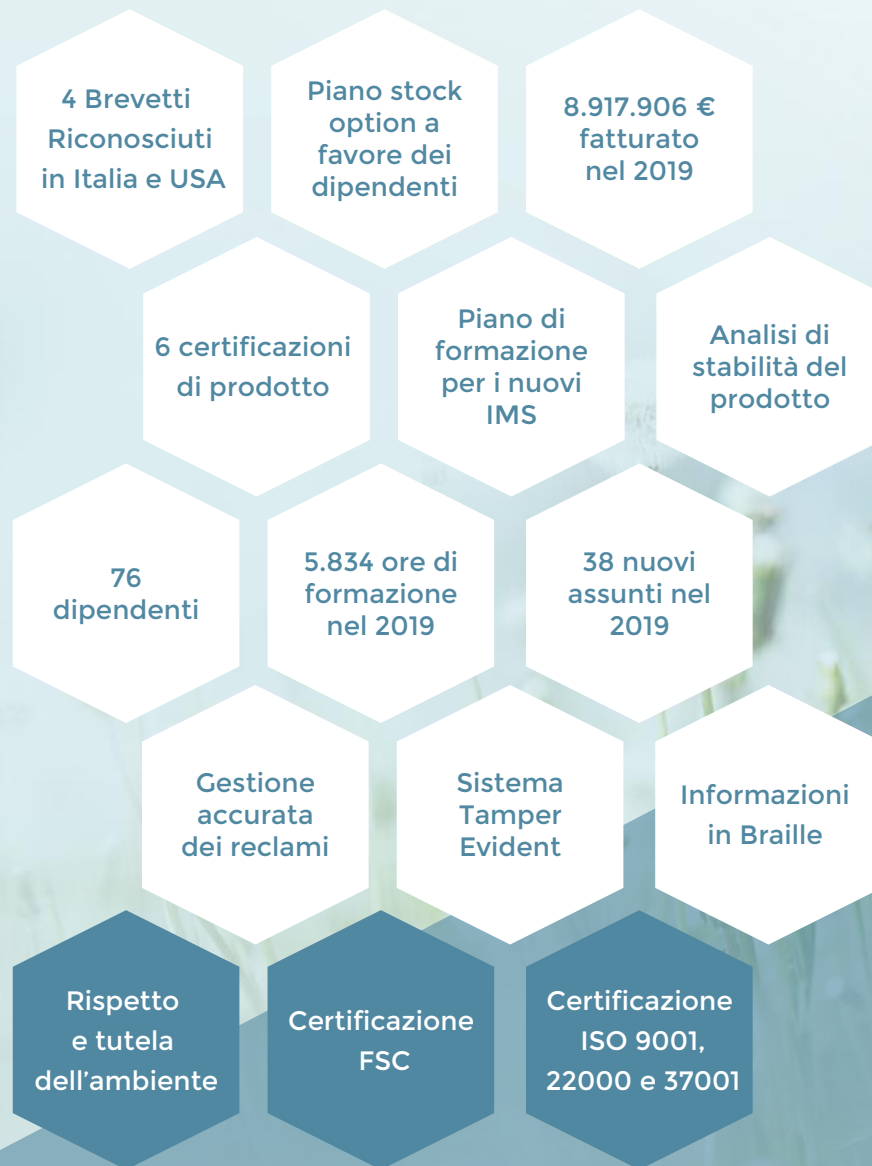 4 Brevetti
Riconosciuti
in Italia e USA
Piano stock
option a
favore dei
dipendenti
8.917.906 €
fatturato
nel 2019
6 certificazioni
di prodotto
Piano di
formazione
per i nuovi
IMS
Analisi di
stabilità del
prodotto
76
dipendenti
5.834 ore di
formazione
nel 2019
38 nuovi
assunti nel
2019
Gestione
accurata
dei reclami
Sistema
Tamper
Evident
Informazioni
in Braille
Rispetto
e tutela
dell'ambiente
Certificazione
FSC
Certificazione
ISO 9001,
22000 e 37001